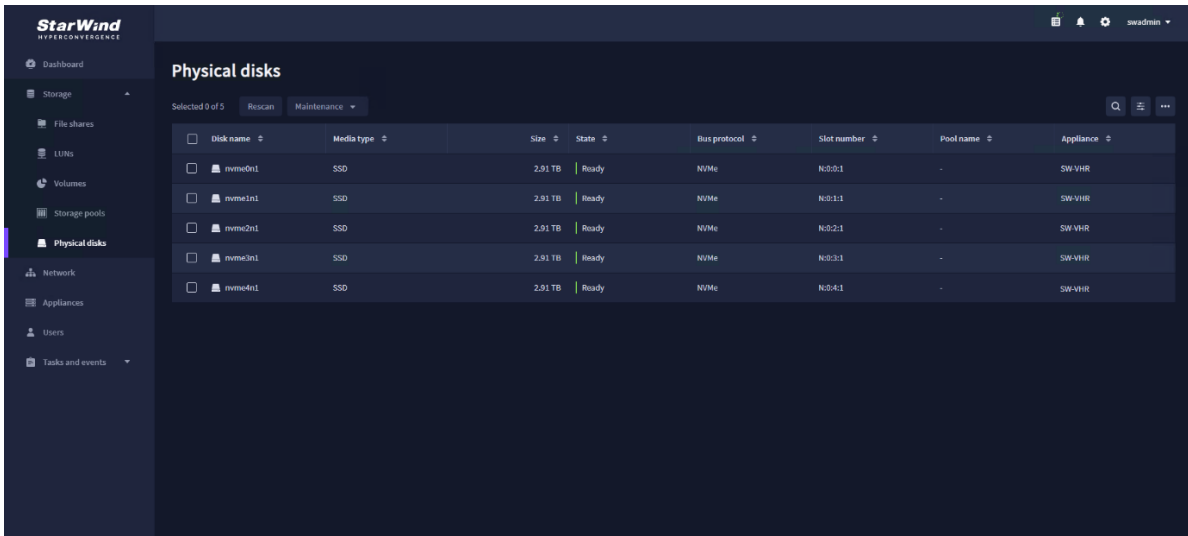 StarWind
HYPERCONVERGENCE
swadmin
Dashboard
Storage
File shares
LUNs
Volumes
Storage pools
Physical disks
Network
Appliances
Users
Tasks and events
Physical disks
Selected 0 of 5 Rescan Maintenance
Disk name Media type Size State Bus protocol Slot number Pool name Appliance
nvme0n1 SSD 2.91 TB Ready NVMe N:0:0:1 - SW-VHR
nvme1n1 SSD 2.91 TB Ready NVMe N:0:1:1 - SW-VHR
nvme2n1 SSD 2.91 TB Ready NVMe N:0:2:1 - SW-VHR
nvme3n1 SSD 2.91 TB Ready NVMe N:0:3:1 - SW-VHR
nvme4n1 SSD 2.91 TB Ready NVMe N:0:4:1 - SW-VHR